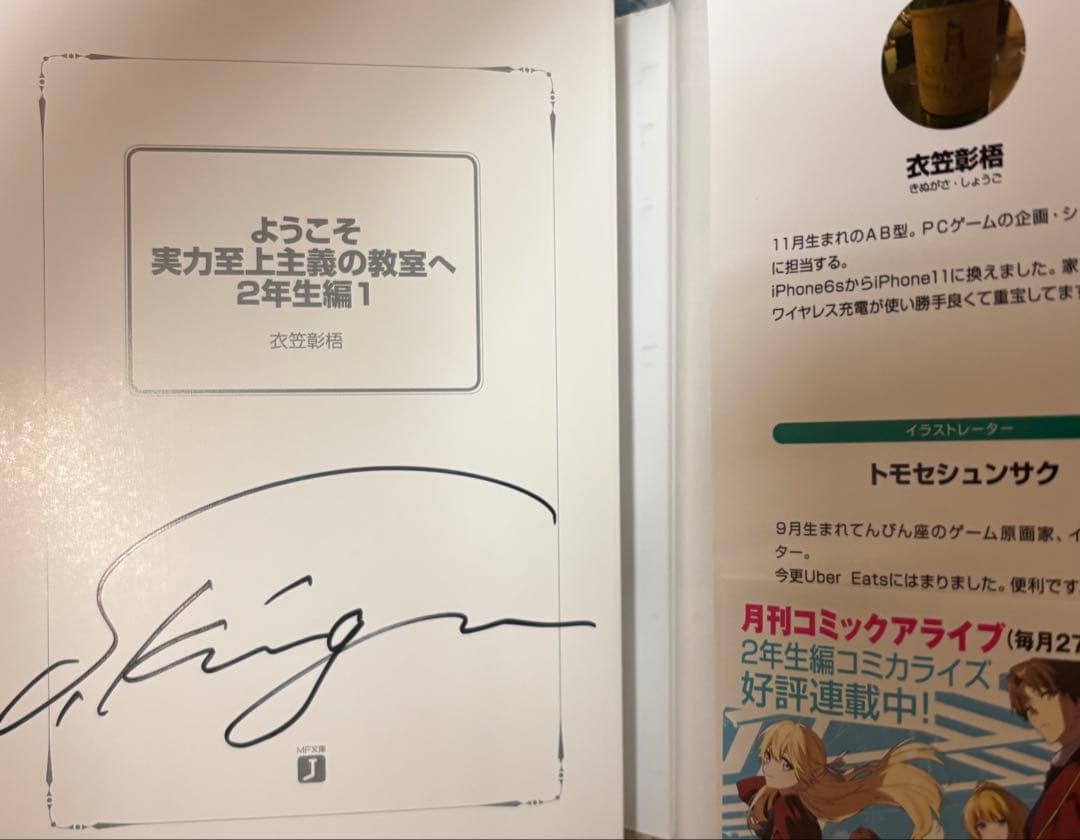 ようこそ
実力至上主義の教室へ
2年生編1
衣笠彰梧
MF文庫
J
衣笠彰梧
きぬがさ・しょうご
11月生まれのAB型。PCゲームの企画・シ
に担当する。
iPhone6sからiPhone11に換えました。家
ワイヤレス充電が使い勝手良くて重宝してます
イラストレーター
トモセシュンサク
9月生まれてんびん座のゲーム原画家、イ
ター。
今更Uber Eatsにはまりました。便利です
月刊コミックアライブ(毎月27
2年生編コミカライズ
好評連載中!